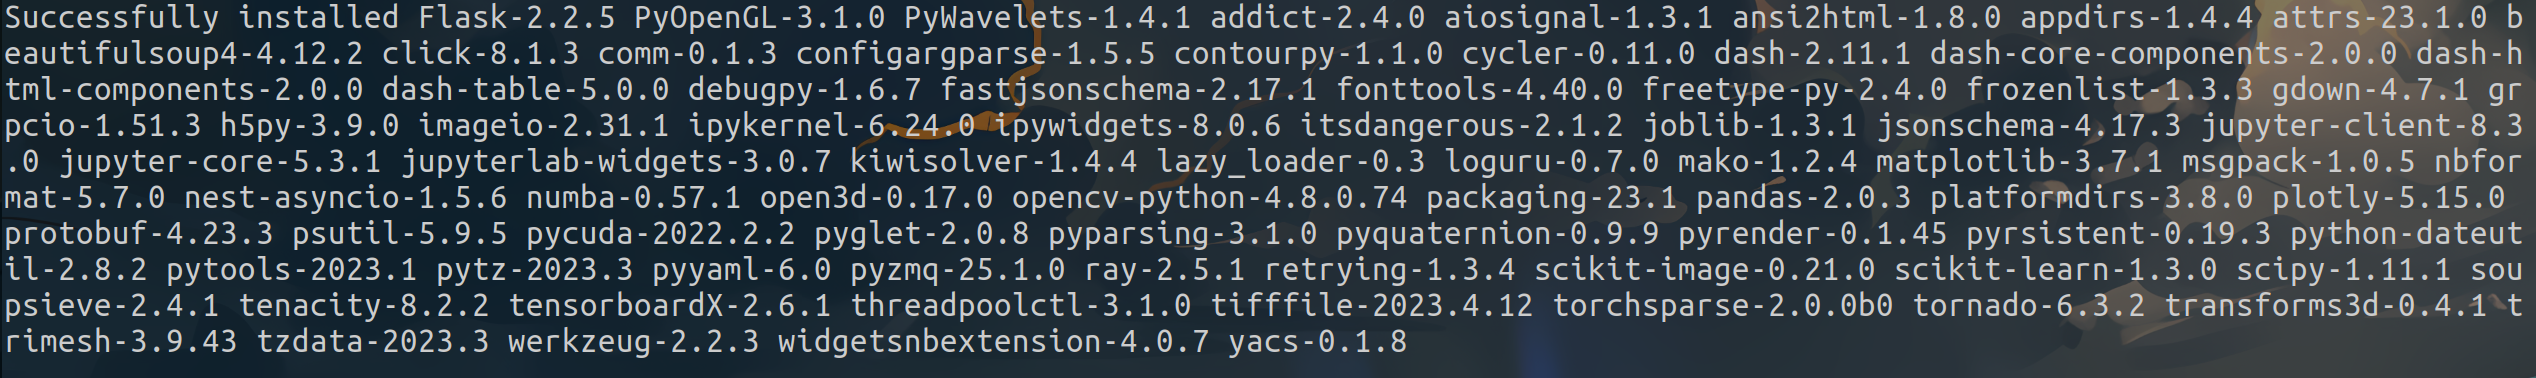 Successfully installed Flask-2.2.5 PyOpenGL-3.1.0 PyWavelets-1.4.1 addict-2.4.0 aiosignal-1.3.1 ansi2html-1.8.0 appdirs-1.4.4 attrs-23.1.0 b
eautifulsoup4-4.12.2 click-8.1.3 comm-0.1.3 configargparse-1.5.5 contourpy-1.1.0 cycler-0.11.0 dash-2.11.1 dash-core-components-2.0.0 dash-h
tml-components-2.0.0 dash-table-5.0.0 debugpy-1.6.7 fastjsonschema-2.17.1 fonttools-4.40.0 freetype-py-2.4.0 frozenlist-1.3.3 gdown-4.7.1 gr
pcio-1.51.3 h5py-3.9.0 imageio-2.31.1 ipykernel-6.24.0 ipywidgets-8.0.6 itsdangerous-2.1.2 joblib-1.3.1 jsonschema-4.17.3 jupyter-client-8.3
.0 jupyter-core-5.3.1 jupyterlab-widgets-3.0.7 kiwisolver-1.4.4 lazy_loader-0.3 loguru-0.7.0 mako-1.2.4 matplotlib-3.7.1 msgpack-1.0.5 nbfor
mat-5.7.0 nest-asyncio-1.5.6 numba-0.57.1 open3d-0.17.0 opencv-python-4.8.0.74 packaging-23.1 pandas-2.0.3 platformdirs-3.8.0 plotly-5.15.0
protobuf-4.23.3 psutil-5.9.5 pycuda-2022.2.2 pyglet-2.0.8 pyparsing-3.1.0 pyquaternion-0.9.9 pyrender-0.1.45 pyrsistent-0.19.3 python-dateut
il-2.8.2 pytools-2023.1 pytz-2023.3 pyyaml-6.0 pyzmq-25.1.0 ray-2.5.1 retrying-1.3.4 scikit-image-0.21.0 scikit-learn-1.3.0 scipy-1.11.1 sou
psieve-2.4.1 tenacity-8.2.2 tensorboardX-2.6.1 threadpoolctl-3.1.0 tifffile-2023.4.12 torchsparse-2.0.0b0 tornado-6.3.2 transforms3d-0.4.1 t
rimesh-3.9.43 tzdata-2023.3 werkzeug-2.2.3 widgetsnbextension-4.0.7 yacs-0.1.8